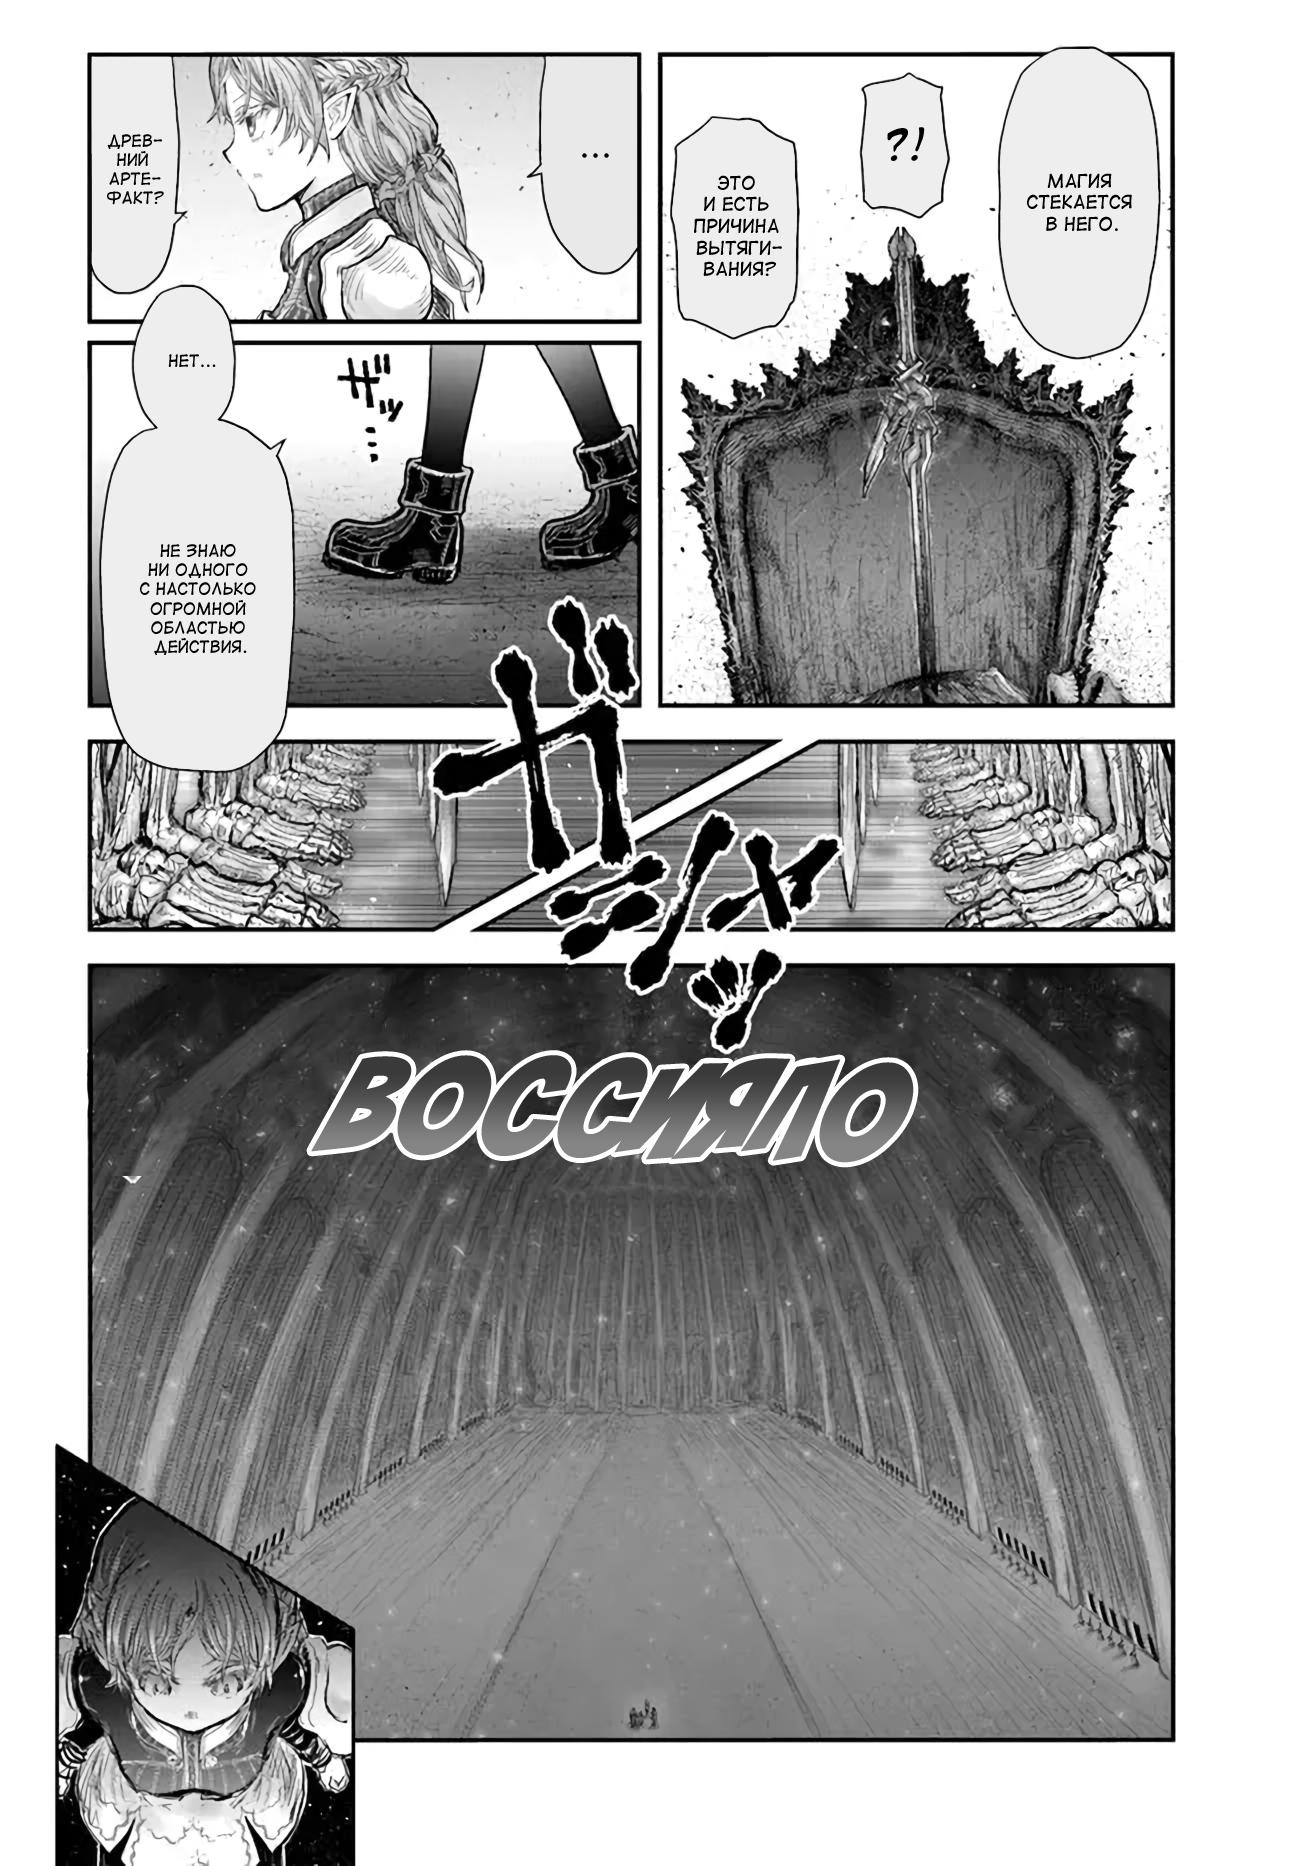 МАГИЯ
СТЕКАЕТСЯ
В НЕГО.
?!
ЭТО
И ЕСТЬ
ПРИЧИНА
ВЫТЯГИ-
ВАНИЯ?
...
ДРЕВ-
НИЙ
АРТЕ-
ФАКТ?
НЕТ...
НЕ ЗНАЮ
НИ ОДНОГО
С НАСТОЛЬКО
ОГРОМНОЙ
ОБЛАСТЬЮ
ДЕЙСТВИЯ.
ザッ…
ガシャッ
ВОССИЯЛО